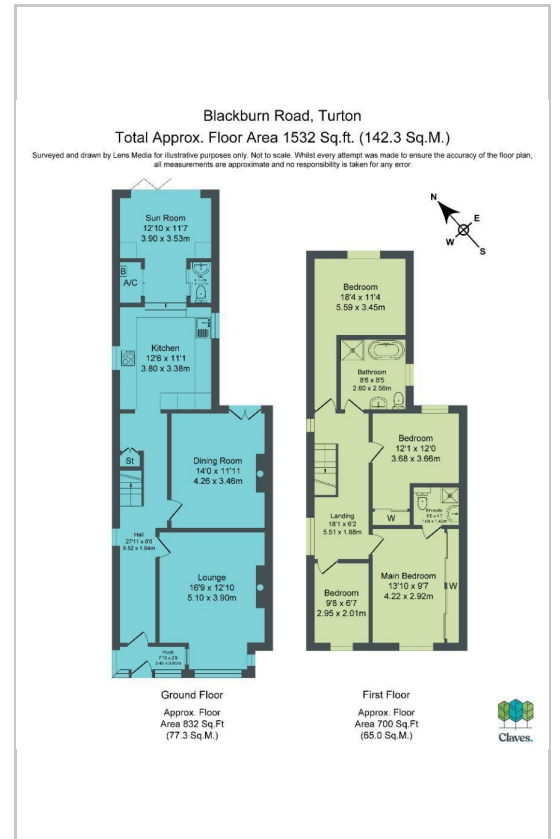 Blackburn Road, Turton
Total Approx. Floor Area 1532 Sq.ft. (142.3 Sq.M.)
Surveyed and drawn by Lens Media for illustrative purposes only. Not to scale. Whilst every attempt was made to ensure the accuracy of the floor plan,
all measurements are approximate and no responsibility is taken for any error.
N
E
W
S
Sun Room
12'10 x 11'7
3.90 x 3.53m
B
A/C
Kitchen
12'6 x 11'1
3.80 x 3.38m
St
Dining Room
14'0 x 11'11
4.26 x 3.46m
Hall
27'11 x 6'0
8.52 x 1.84m
Lounge
16'9 x 12'10
5.10 x 3.90m
Porch
Ground Floor
Approx. Floor
Area 832 Sq.Ft
(77.3 Sq.M.)
Bedroom
18'4 x 11'4
5.59 x 3.45m
Bathroom
8'6 x 8'5
2.60 x 2.56m
Bedroom
12'1 x 12'0
3.68 x 3.66m
W
Landing
18'1 x 6'2
5.51 x 1.88m
Main Bedroom
13'10 x 9'7
4.22 x 2.92m
W
Bedroom
9'8 x 6'7
2.95 x 2.01m
First Floor
Approx. Floor
Area 700 Sq.Ft
(65.0 Sq.M.)
Claves.